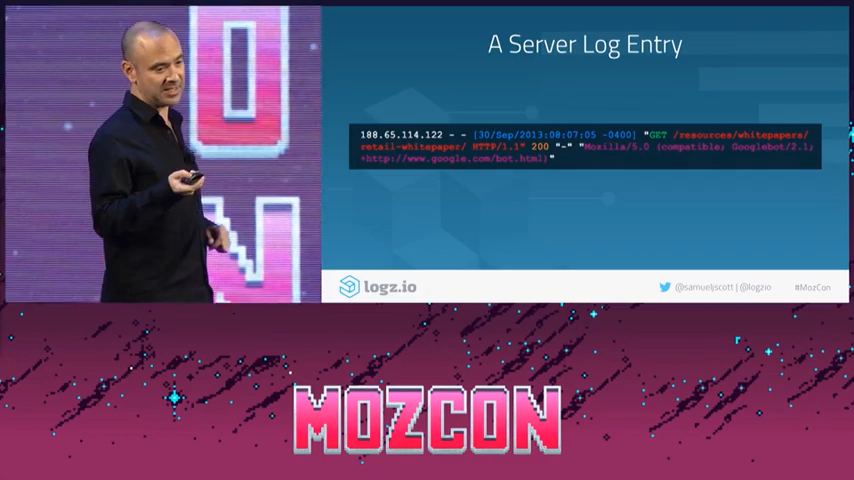 A Server Log Entry
188.65.114.122 - - [30/Sep/2013:08:07:05 -0400] "GET /resources/whitepapers/
retail-whitepaper/ HTTP/1.1" 200 "-" "Mozilla/5.0 (compatible; Googlebot/2.1;
+http://www.google.com/bot.html)"
logz.io
@samueljscott | @logzio
#MozCon
MOZCON